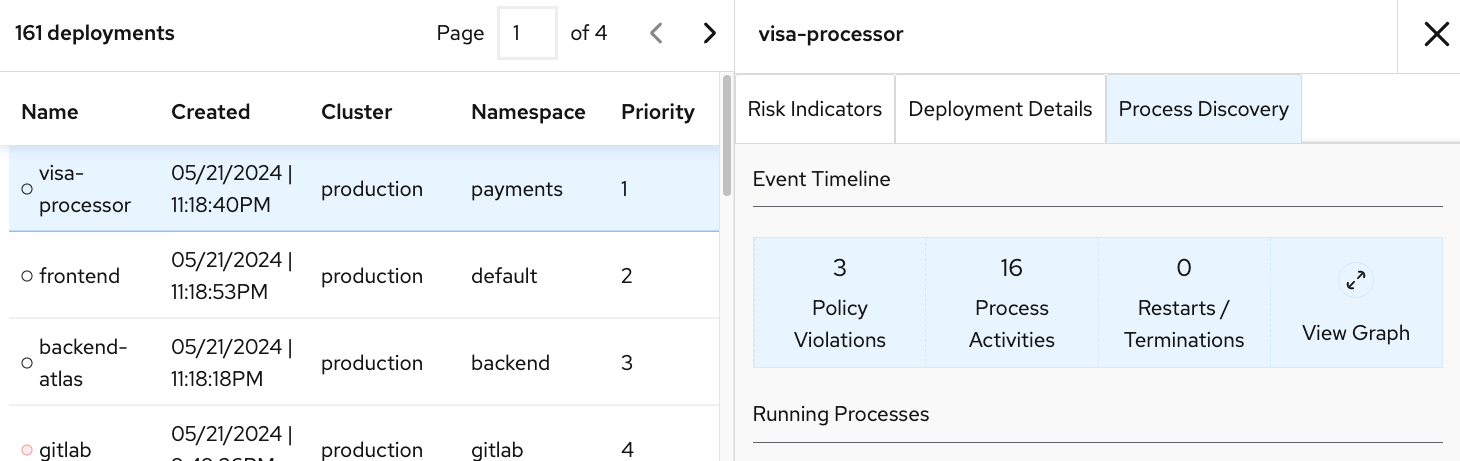 161 deployments
Page 1 of 4
Name Created Cluster Namespace Priority
visa-
processor
05/21/2024 |
11:18:40PM
production
payments
1
frontend
05/21/2024 |
11:18:53PM
production
default
2
backend-
atlas
05/21/2024 |
11:18:18PM
production
backend
3
gitlab
05/21/2024 |
production
gitlab
4
visa-processor
Risk Indicators Deployment Details Process Discovery
Event Timeline
3
Policy
Violations
16
Process
Activities
0
Restarts /
Terminations
View Graph
Running Processes